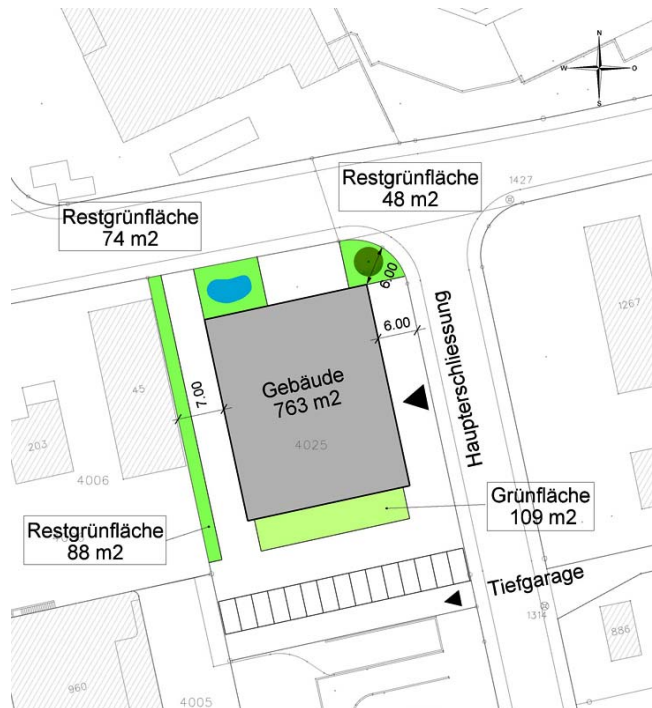 N
W
O
S
Restgrünfläche
48 m2
1427
Restgrünfläche
74 m2
6.00
6.00
1267
Haupterschliessung
7.00
Gebäude
763 m2
45
4025
203
4006
Grünfläche
109 m2
Restgrünfläche
88 m2
Tiefgarage
1314
886
960
4005